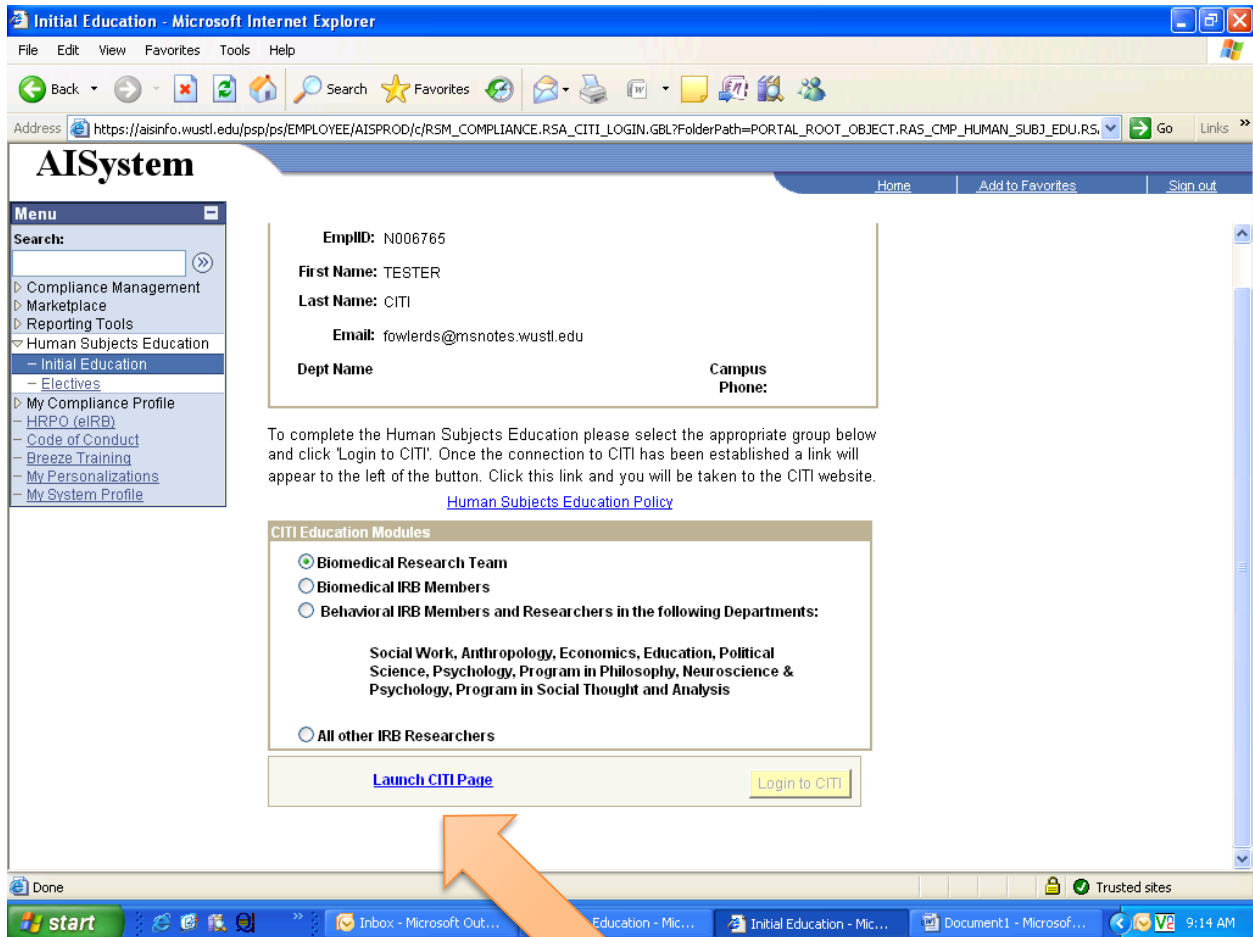 Initial Education - Microsoft Internet Explorer
File Edit View Favorites Tools Help
Back Search Favorites
Address https://aisinfo.wustl.edu/psp/ps/EMPLOYEE/AISPROD/c/RSM_COMPLIANCE.RSA_CITI_LOGIN.GBL?FolderPath=PORTAL_ROOT_OBJECT.RAS_CMP_HUMAN_SUBJ_EDU.RS. Go Links »
AISystem
Home Add to Favorites Sign out
Menu
Search:
Compliance Management
Marketplace
Reporting Tools
Human Subjects Education
– Initial Education
– Electives
My Compliance Profile
– HRPO (eIRB)
– Code of Conduct
– Breeze Training
– My Personalizations
– My System Profile
EmplID: N006765
First Name: TESTER
Last Name: CITI
Email: fowlerds@msnotes.wustl.edu
Dept Name Campus
Phone:
To complete the Human Subjects Education please select the appropriate group below
and click 'Login to CITI'. Once the connection to CITI has been established a link will
appear to the left of the button. Click this link and you will be taken to the CITI website.
Human Subjects Education Policy
CITI Education Modules
Biomedical Research Team
Biomedical IRB Members
Behavioral IRB Members and Researchers in the following Departments:
Social Work, Anthropology, Economics, Education, Political
Science, Psychology, Program in Philosophy, Neuroscience &
Psychology, Program in Social Thought and Analysis
All other IRB Researchers
Launch CITI Page Login to CITI
Done Trusted sites
start » Inbox - Microsoft Out... Education - Mic... Initial Education - Mic... Document1 - Microsof... 9:14 AM